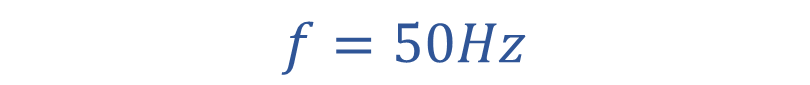 f = 50Hz